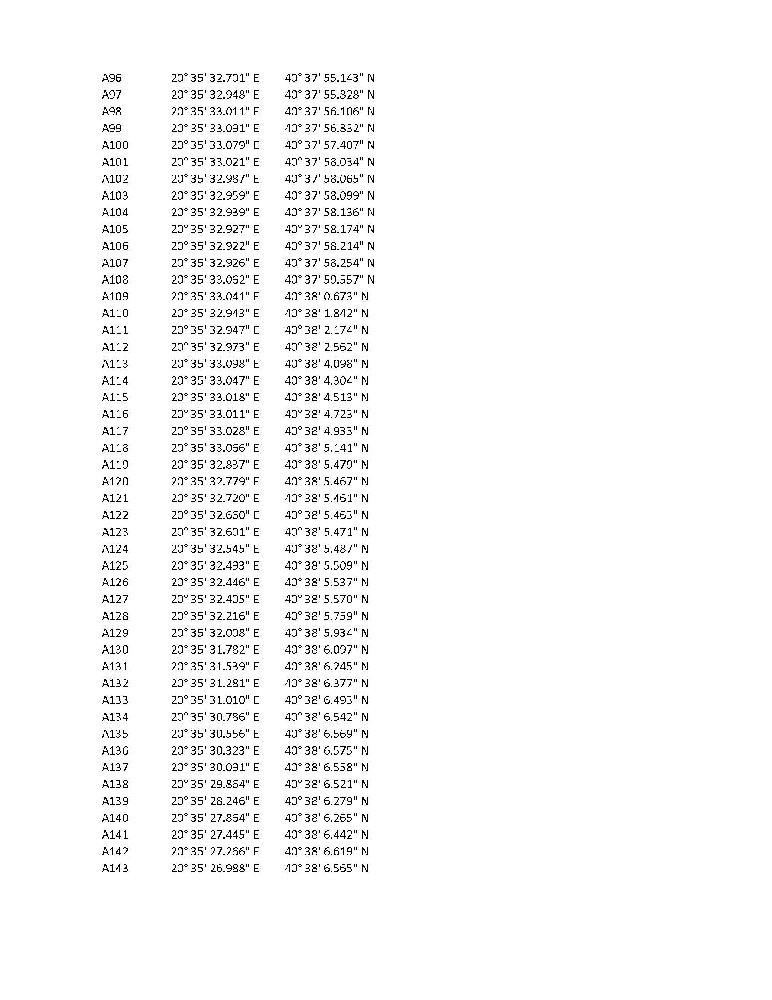 A96 20° 35' 32.701" E 40° 37' 55.143" N
A97 20° 35' 32.948" E 40° 37' 55.828" N
A98 20° 35' 33.011" E 40° 37' 56.106" N
A99 20° 35' 33.091" E 40° 37' 56.832" N
A100 20° 35' 33.079" E 40° 37' 57.407" N
A101 20° 35' 33.021" E 40° 37' 58.034" N
A102 20° 35' 32.987" E 40° 37' 58.065" N
A103 20° 35' 32.959" E 40° 37' 58.099" N
A104 20° 35' 32.939" E 40° 37' 58.136" N
A105 20° 35' 32.927" E 40° 37' 58.174" N
A106 20° 35' 32.922" E 40° 37' 58.214" N
A107 20° 35' 32.926" E 40° 37' 58.254" N
A108 20° 35' 33.062" E 40° 37' 59.557" N
A109 20° 35' 33.041" E 40° 38' 0.673" N
A110 20° 35' 32.943" E 40° 38' 1.842" N
A111 20° 35' 32.947" E 40° 38' 2.174" N
A112 20° 35' 32.973" E 40° 38' 2.562" N
A113 20° 35' 33.098" E 40° 38' 4.098" N
A114 20° 35' 33.047" E 40° 38' 4.304" N
A115 20° 35' 33.018" E 40° 38' 4.513" N
A116 20° 35' 33.011" E 40° 38' 4.723" N
A117 20° 35' 33.028" E 40° 38' 4.933" N
A118 20° 35' 33.066" E 40° 38' 5.141" N
A119 20° 35' 32.837" E 40° 38' 5.479" N
A120 20° 35' 32.779" E 40° 38' 5.467" N
A121 20° 35' 32.720" E 40° 38' 5.461" N
A122 20° 35' 32.660" E 40° 38' 5.463" N
A123 20° 35' 32.601" E 40° 38' 5.471" N
A124 20° 35' 32.545" E 40° 38' 5.487" N
A125 20° 35' 32.493" E 40° 38' 5.509" N
A126 20° 35' 32.446" E 40° 38' 5.537" N
A127 20° 35' 32.405" E 40° 38' 5.570" N
A128 20° 35' 32.216" E 40° 38' 5.759" N
A129 20° 35' 32.008" E 40° 38' 5.934" N
A130 20° 35' 31.782" E 40° 38' 6.097" N
A131 20° 35' 31.539" E 40° 38' 6.245" N
A132 20° 35' 31.281" E 40° 38' 6.377" N
A133 20° 35' 31.010" E 40° 38' 6.493" N
A134 20° 35' 30.786" E 40° 38' 6.542" N
A135 20° 35' 30.556" E 40° 38' 6.569" N
A136 20° 35' 30.323" E 40° 38' 6.575" N
A137 20° 35' 30.091" E 40° 38' 6.558" N
A138 20° 35' 29.864" E 40° 38' 6.521" N
A139 20° 35' 28.246" E 40° 38' 6.279" N
A140 20° 35' 27.864" E 40° 38' 6.265" N
A141 20° 35' 27.445" E 40° 38' 6.442" N
A142 20° 35' 27.266" E 40° 38' 6.619" N
A143 20° 35' 26.988" E 40° 38' 6.565" N